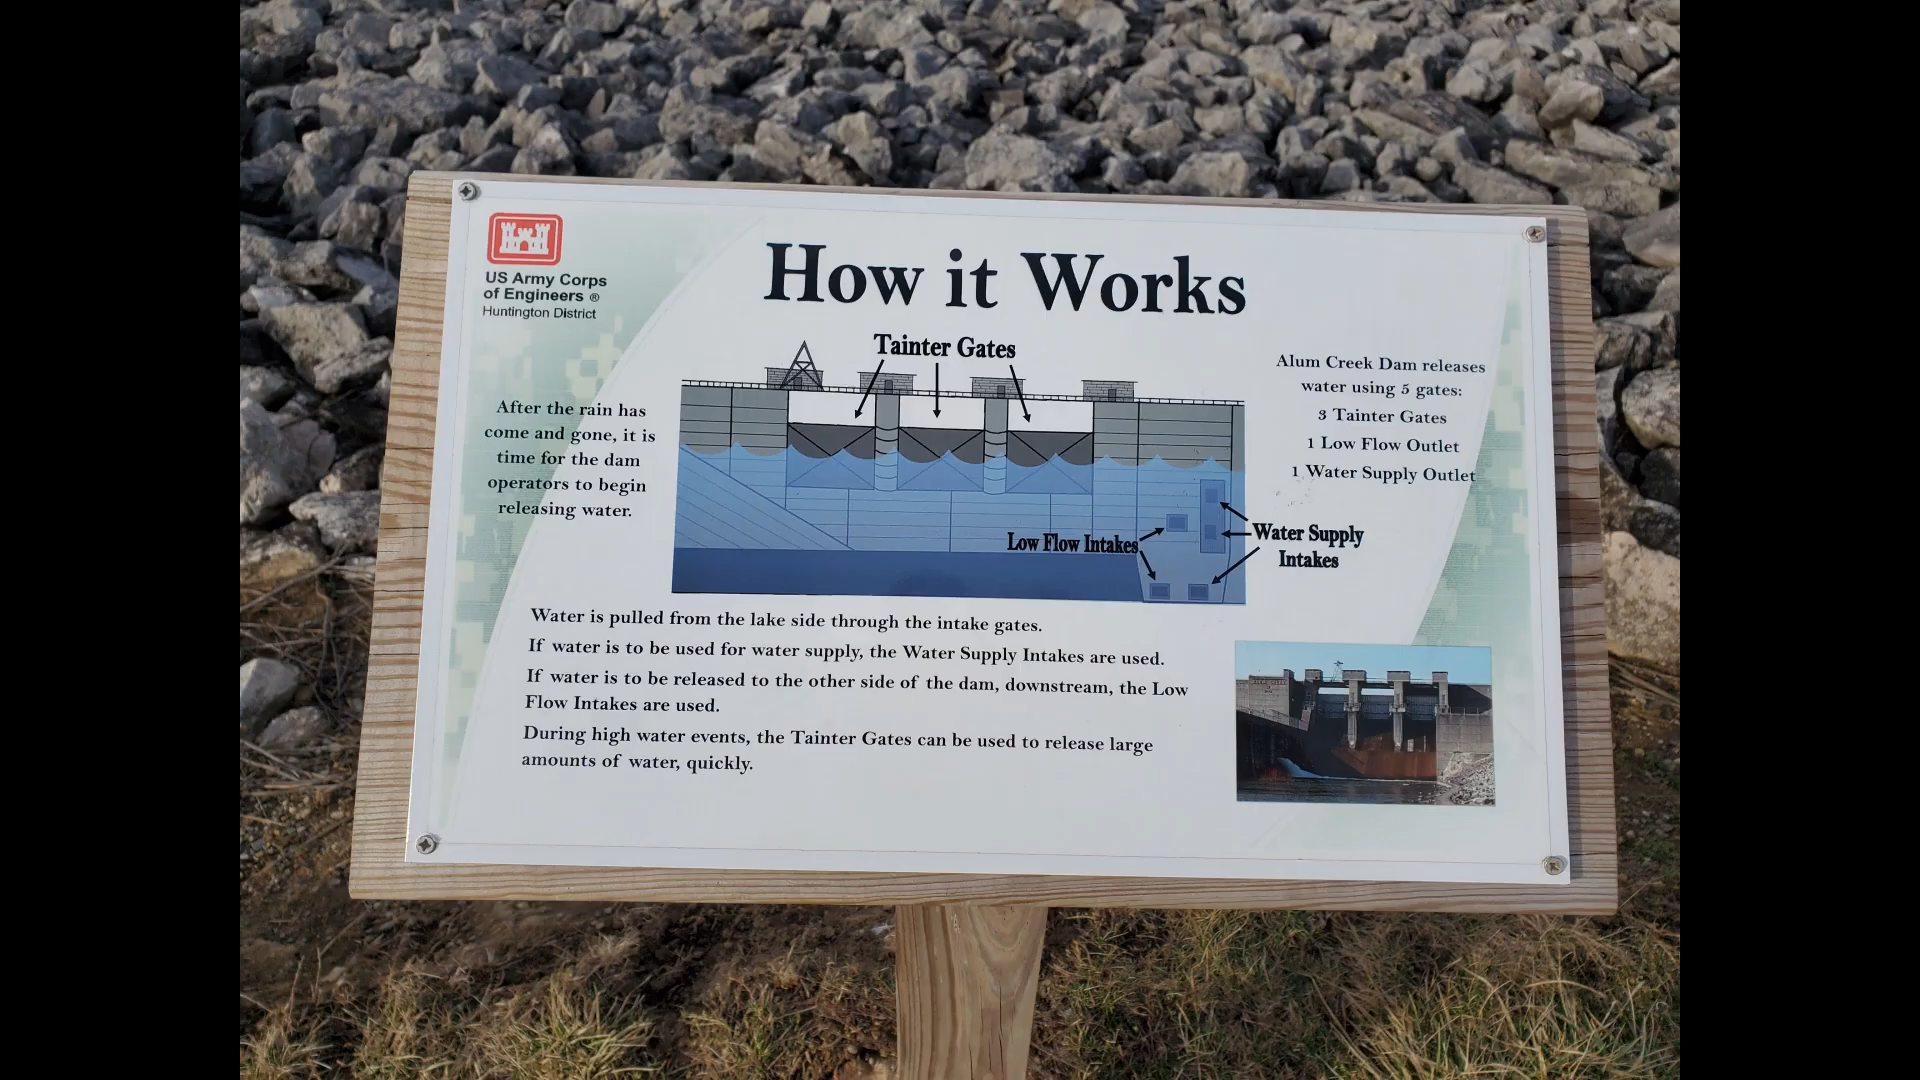 US Army Corps
of Engineers ®
Huntington District
How it Works
Tainter Gates
After the rain has
come and gone, it is
time for the dam
operators to begin
releasing water.
Alum Creek Dam releases
water using 5 gates:
3 Tainter Gates
1 Low Flow Outlet
1 Water Supply Outlet
Low Flow Intakes
Water Supply
Intakes
Water is pulled from the lake side through the intake gates.
If water is to be used for water supply, the Water Supply Intakes are used.
If water is to be released to the other side of the dam, downstream, the Low
Flow Intakes are used.
During high water events, the Tainter Gates can be used to release large
amounts of water, quickly.